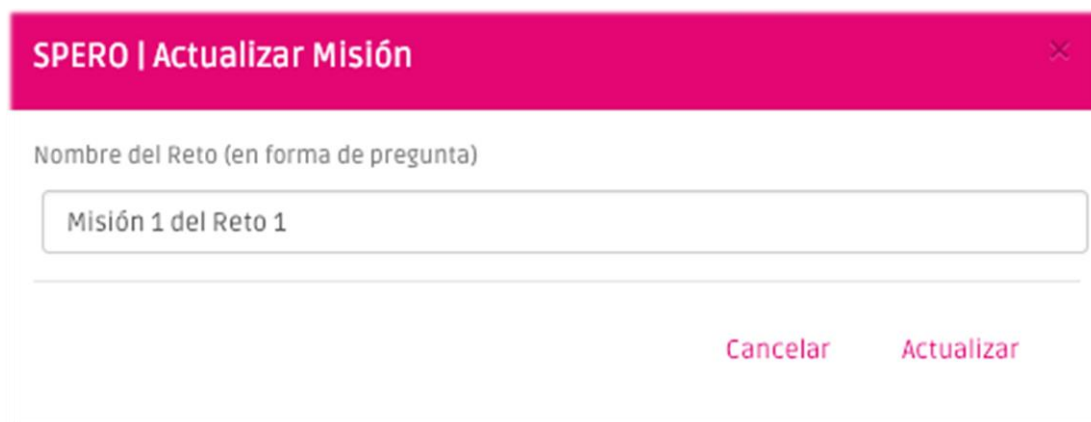 SPERO | Actualizar Misión
Nombre del Reto (en forma de pregunta)
Misión 1 del Reto 1
Cancelar Actualizar